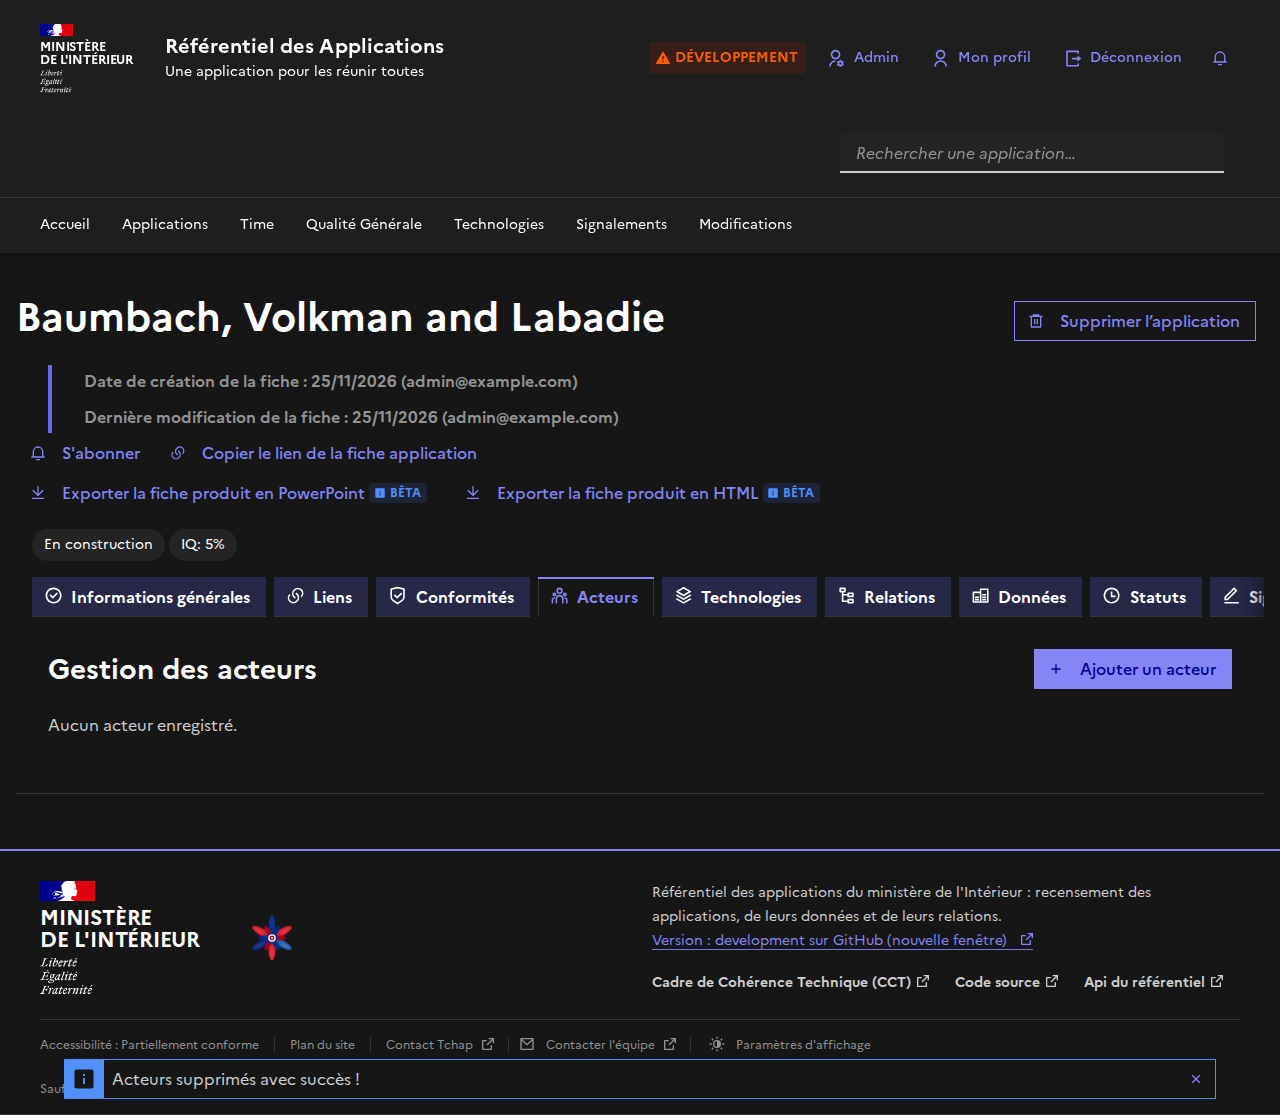 MINISTÈRE
DE L'INTÉRIEUR
Liberté
Égalité
Fraternité
Référentiel des Applications
Une application pour les réunir toutes
DÉVELOPPEMENT
Admin
Mon profil
Déconnexion
Rechercher une application…
Accueil
Applications
Time
Qualité Générale
Technologies
Signalements
Modifications
Baumbach, Volkman and Labadie
Supprimer l’application
Date de création de la fiche : 25/11/2026 (admin@example.com)
Dernière modification de la fiche : 25/11/2026 (admin@example.com)
S'abonner
Copier le lien de la fiche application
Exporter la fiche produit en PowerPoint BÊTA
Exporter la fiche produit en HTML BÊTA
En construction
IQ: 5%
Informations générales
Liens
Conformités
Acteurs
Technologies
Relations
Données
Statuts
Gestion des acteurs
Ajouter un acteur
Aucun acteur enregistré.
MINISTÈRE
DE L'INTÉRIEUR
Liberté
Égalité
Fraternité
Référentiel des applications du ministère de l'Intérieur : recensement des
applications, de leurs données et de leurs relations.
Version : development sur GitHub (nouvelle fenêtre)
Cadre de Cohérence Technique (CCT)
Code source
Api du référentiel
Accessibilité : Partiellement conforme
Plan du site
Contact Tchap
Contacter l'équipe
Paramètres d'affichage
Acteurs supprimés avec succès !